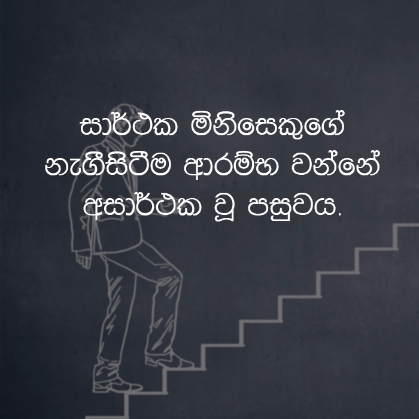 සාර්ථක මිනිසෙකුගේ
නැගීසිටීම ආරම්භ වන්නේ
අසාර්ථක වූ පසුවය.